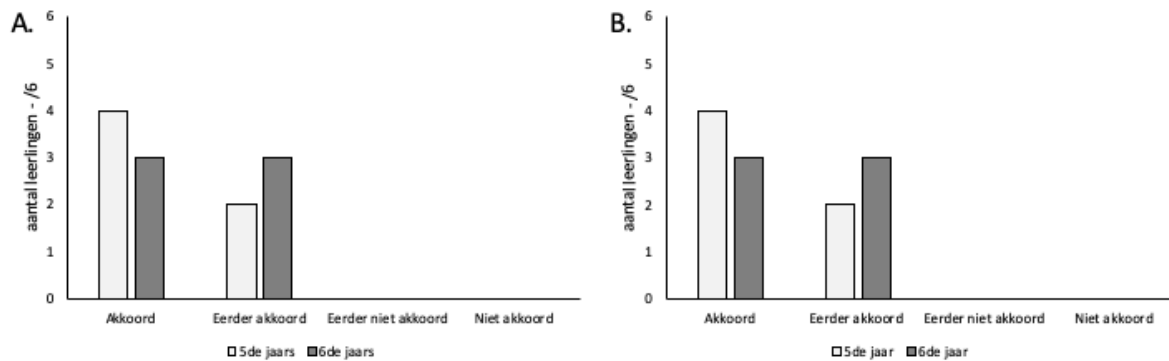 A.
aantal leerlingen - /6
6
5
4
3
2
1
0
Akkoord Eerder akkoord Eerder niet akkoord Niet akkoord
5de jaars 6de jaars
B.
aantal leerlingen - /6
6
5
4
3
2
1
0
Akkoord Eerder akkoord Eerder niet akkoord Niet akkoord
5de jaar 6de jaar